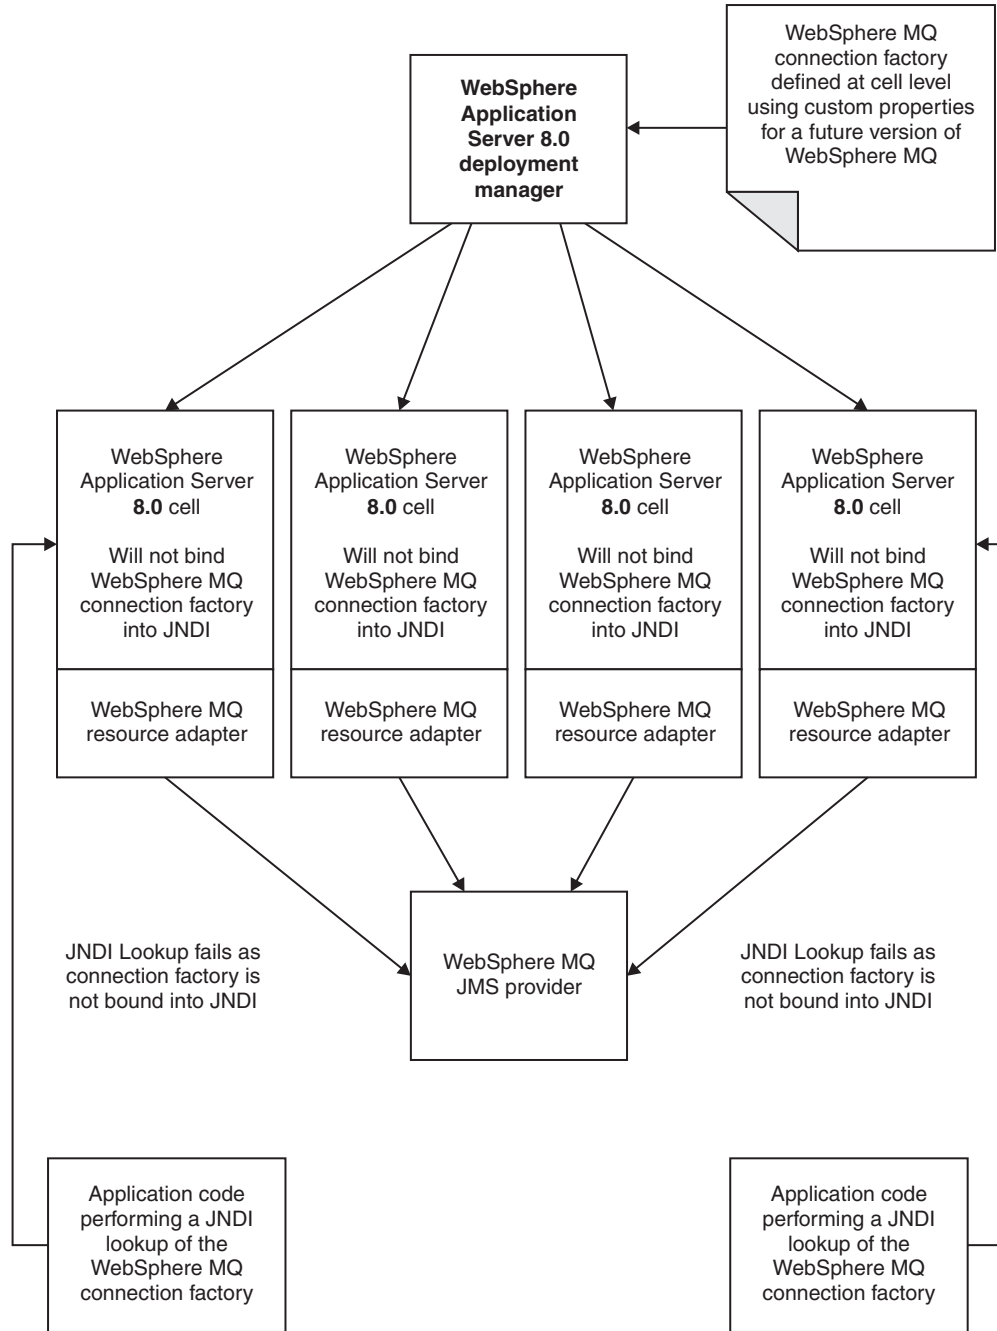 WebSphere MQ
connection factory
defined at cell level
using custom properties
for a future version of
WebSphere MQ
WebSphere
Application
Server 8.0
deployment
manager
WebSphere
Application Server
8.0 cell
Will not bind
WebSphere MQ
connection factory
into JNDI
WebSphere MQ
resource adapter
WebSphere
Application Server
8.0 cell
Will not bind
WebSphere MQ
connection factory
into JNDI
WebSphere MQ
resource adapter
WebSphere
Application Server
8.0 cell
Will not bind
WebSphere MQ
connection factory
into JNDI
WebSphere MQ
resource adapter
WebSphere
Application Server
8.0 cell
Will not bind
WebSphere MQ
connection factory
into JNDI
WebSphere MQ
resource adapter
JNDI Lookup fails as
connection factory is
not bound into JNDI
WebSphere MQ
JMS provider
JNDI Lookup fails as
connection factory is
not bound into JNDI
Application code
performing a JNDI
lookup of the
WebSphere MQ
connection factory
Application code
performing a JNDI
lookup of the
WebSphere MQ
connection factory